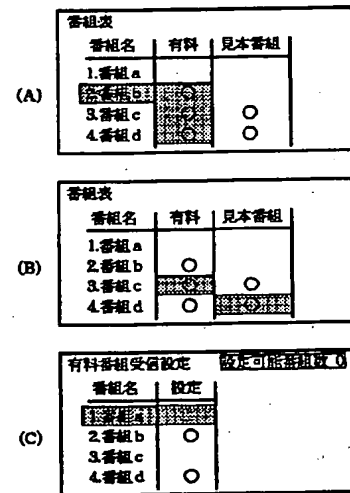 (A)
番組表
番組名 有料 見本番組
1.番組a
2.番組b ○
3.番組c ○ ○
4.番組d ○ ○
(B)
番組表
番組名 有料 見本番組
1.番組a
2.番組b ○
3.番組c ○ ○
4.番組d ○ ○
(C)
有料番組受信設定 設定可能番組数 0
番組名 設定
1.番組a
2.番組b ○
3.番組c
4.番組d ○